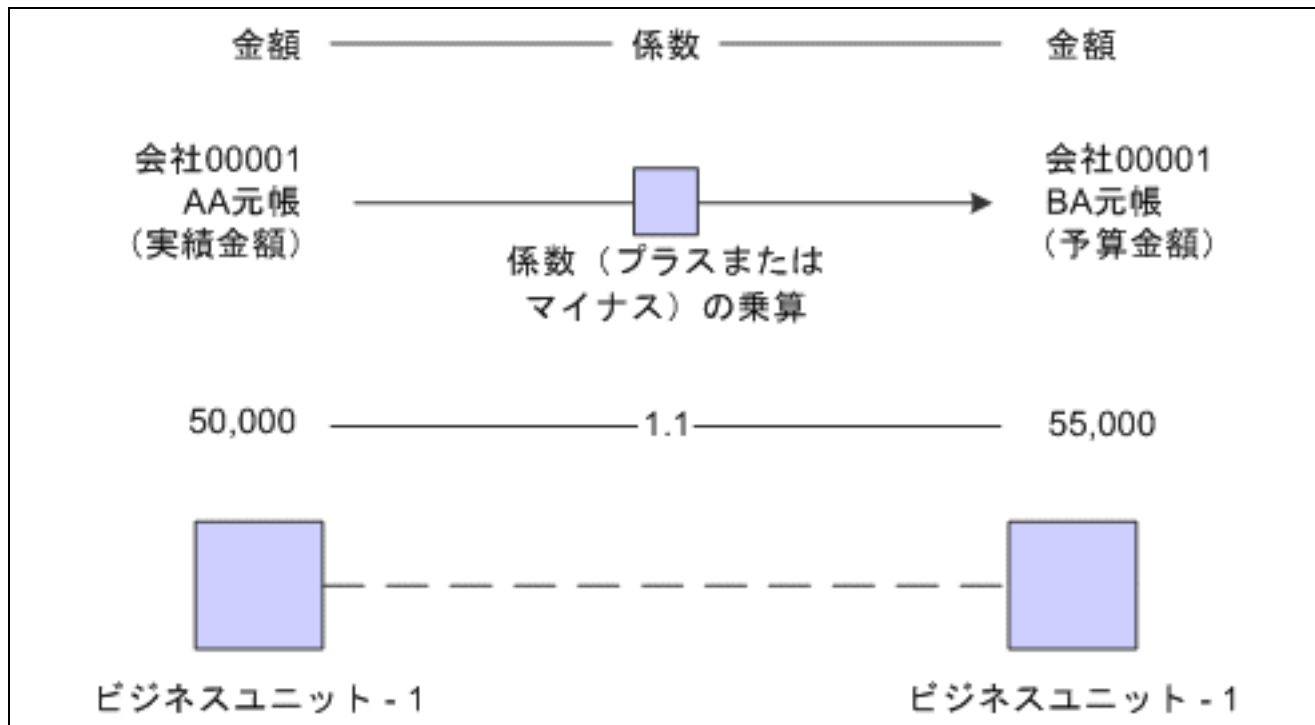 金額 係数 金額
会社00001
AA元帳
（実績金額）
係数（プラスまたは
マイナス）の乗算
会社00001
BA元帳
（予算金額）
50,000 1.1 55,000
ビジネスユニット - 1 ビジネスユニット - 1